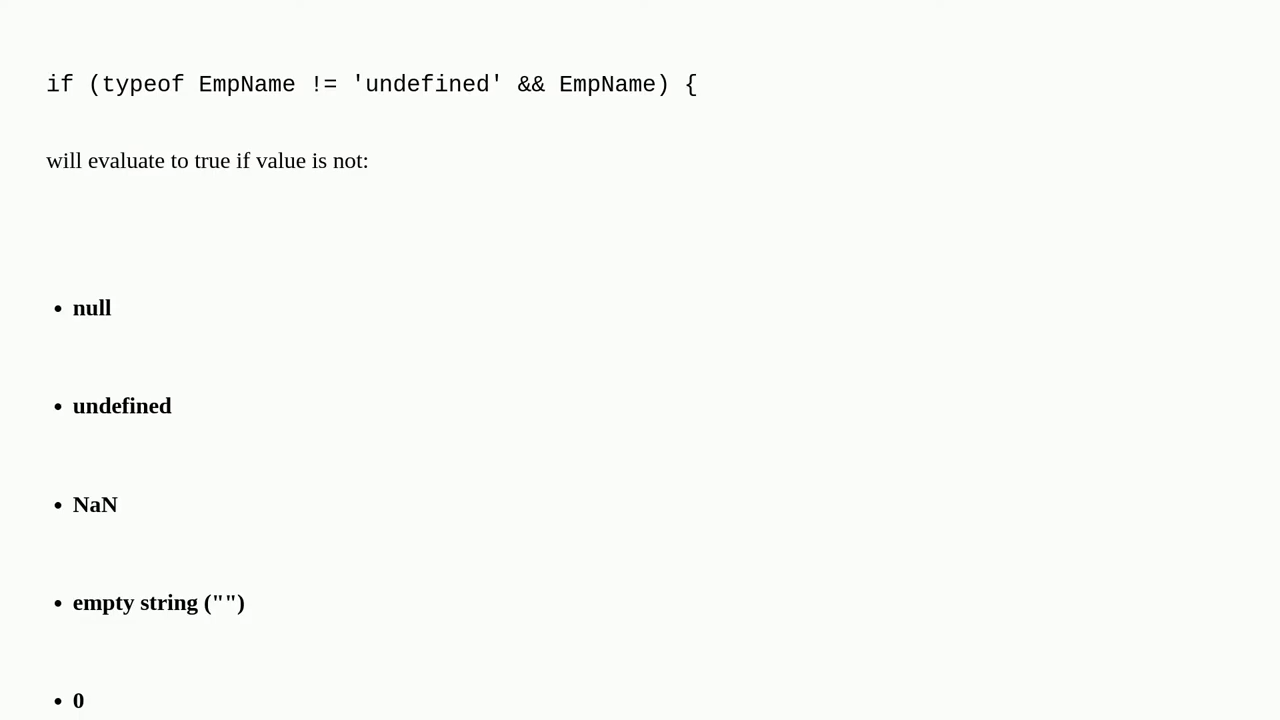 if (typeof EmpName != 'undefined' && EmpName) {
will evaluate to true if value is not:
• null
• undefined
• NaN
• empty string ("")
• 0